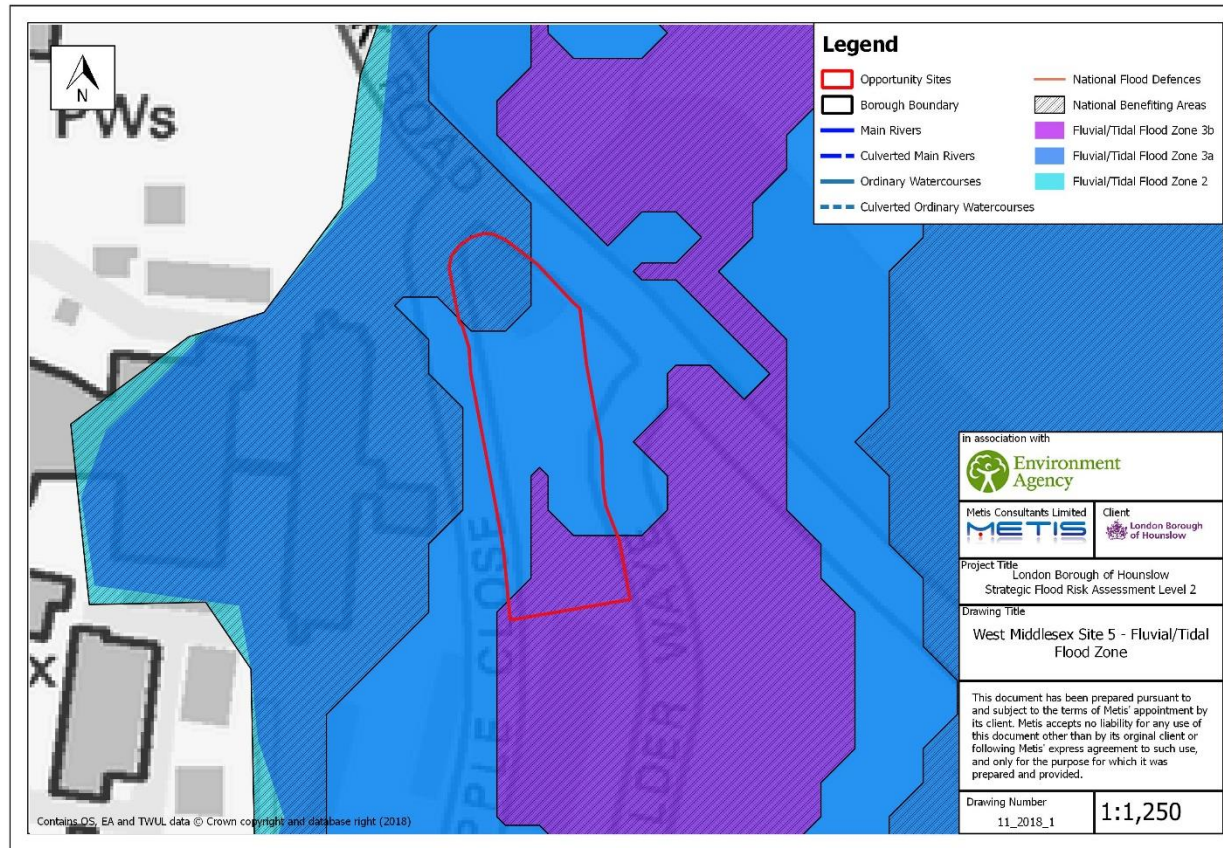 N
PWs
ROAD
x
PPIE CLOSE
LDER WAYE
Contains OS, EA and TWUL data © Crown copyright and database right (2018)
Legend
Opportunity Sites
Borough Boundary
Main Rivers
Culverted Main Rivers
Ordinary Watercourses
Culverted Ordinary Watercourses
National Flood Defences
National Benefiting Areas
Fluvial/Tidal Flood Zone 3b
Fluvial/Tidal Flood Zone 3a
Fluvial/Tidal Flood Zone 2
in association with
Environment
Agency
Metis Consultants Limited
METIS
Client
London Borough
of Hounslow
Project Title
London Borough of Hounslow
Strategic Flood Risk Assessment Level 2
Drawing Title
West Middlesex Site 5 - Fluvial/Tidal
Flood Zone
This document has been prepared pursuant to
and subject to the terms of Metis' appointment by
its client. Metis accepts no liability for any use of
this document other than by its orginal client or
following Metis' express agreement to such use,
and only for the purpose for which it was
prepared and provided.
Drawing Number
11_2018_1
1:1,250